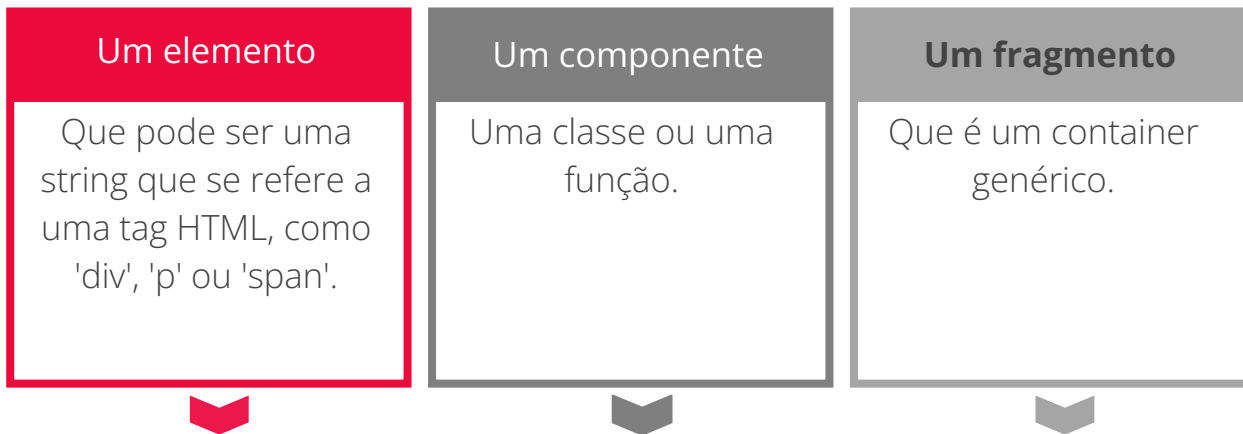 Um elemento
Que pode ser uma
string que se refere a
uma tag HTML, como
'div', 'p' ou 'span'.
Um componente
Uma classe ou uma
função.
Um fragmento
Que é um container
genérico.